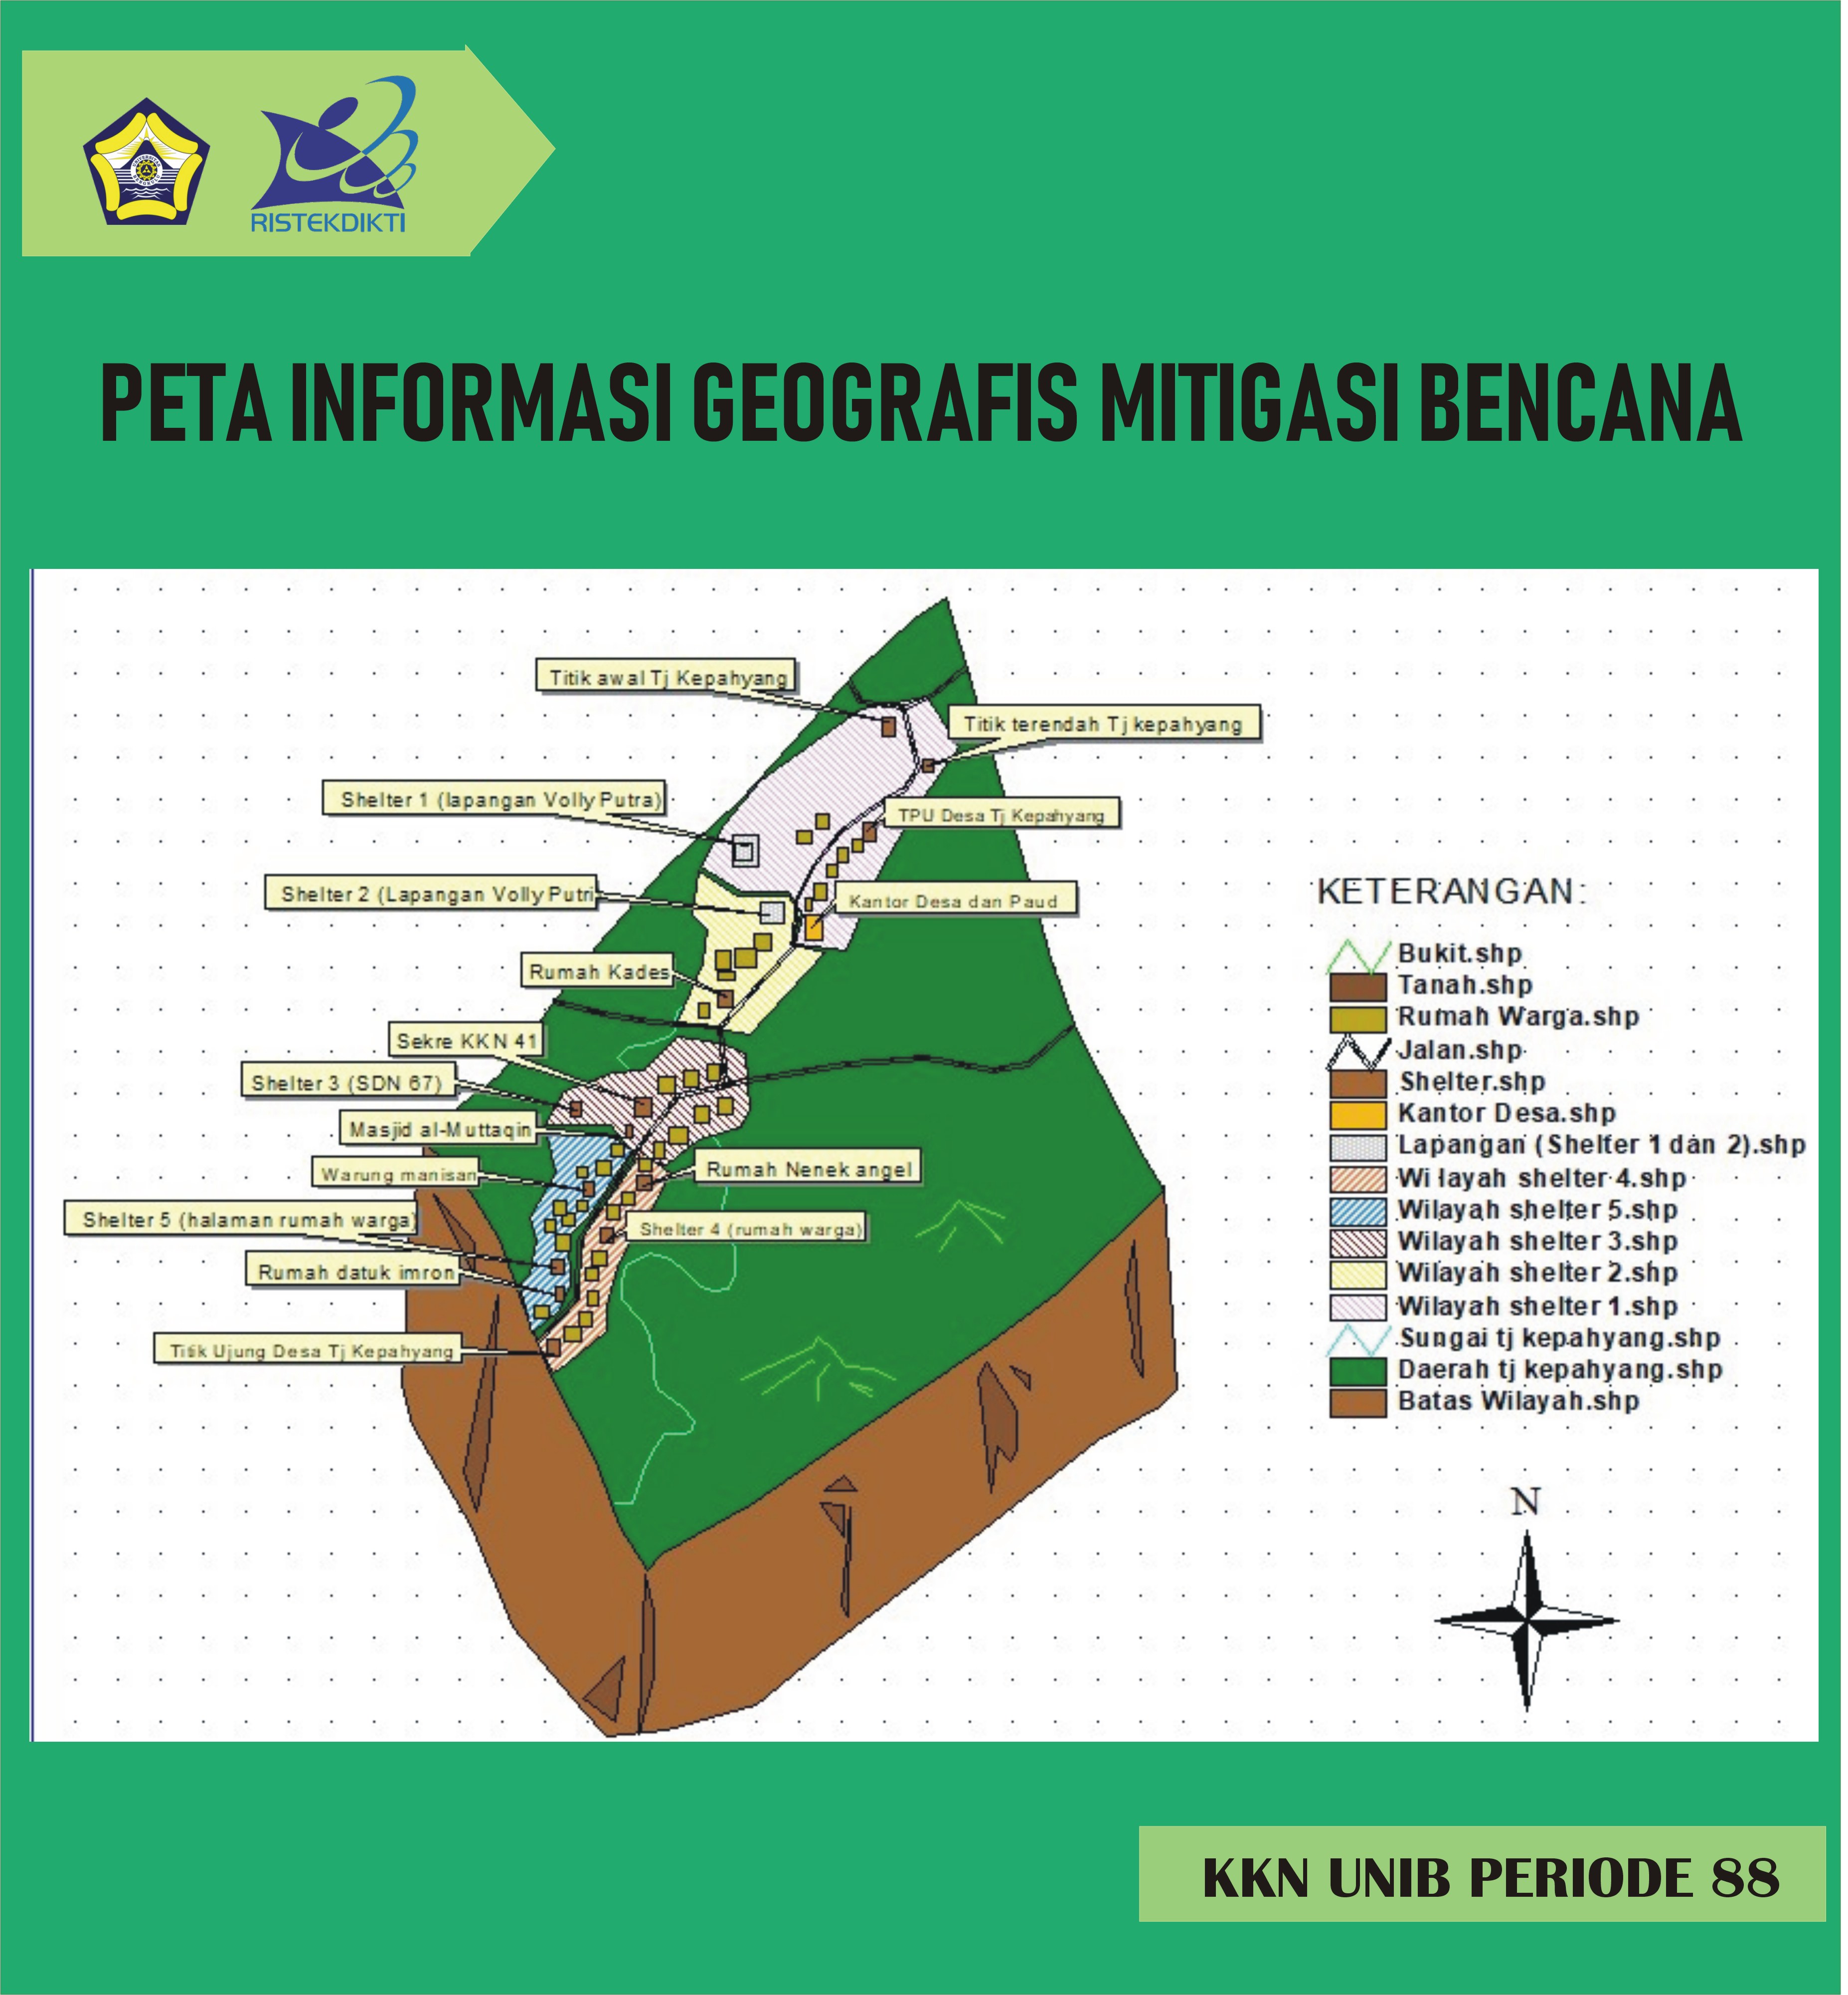 RISTEKDIKTI
PETA INFORMASI GEOGRAFIS MITIGASI BENCANA
Titik awal Tj Kepahyang
Titik terendah Tj kepahyang
Shelter 1 (lapangan Volly Putra)
TPU Desa Tj Kepahyang
Shelter 2 (Lapangan Volly Putri
Kantor Desa dan Paud
Rumah Kades
Sekre KKN 41
Shelter 3 (SDN 67)
Masjid al-Muttaqin
Warung manisan
Rumah Nenek angel
Shelter 5 (halaman rumah warga)
Shelter 4 (rumah warga)
Rumah datuk imron
Titik Ujung Desa Tj Kepahyang
KETERANGAN:
Bukit.shp
Tanah.shp
Rumah Warga.shp
Jalan.shp
Shelter.shp
Kantor Desa.shp
Lapangan (Shelter 1 dan 2).shp
Wilayah shelter 4.shp
Wilayah shelter 5.shp
Wilayah shelter 3.shp
Wilayah shelter 2.shp
Wilayah shelter 1.shp
Sungai tj kepahyang.shp
Daerah tj kepahyang.shp
Batas Wilayah.shp
N
KKN UNIB PERIODE 88